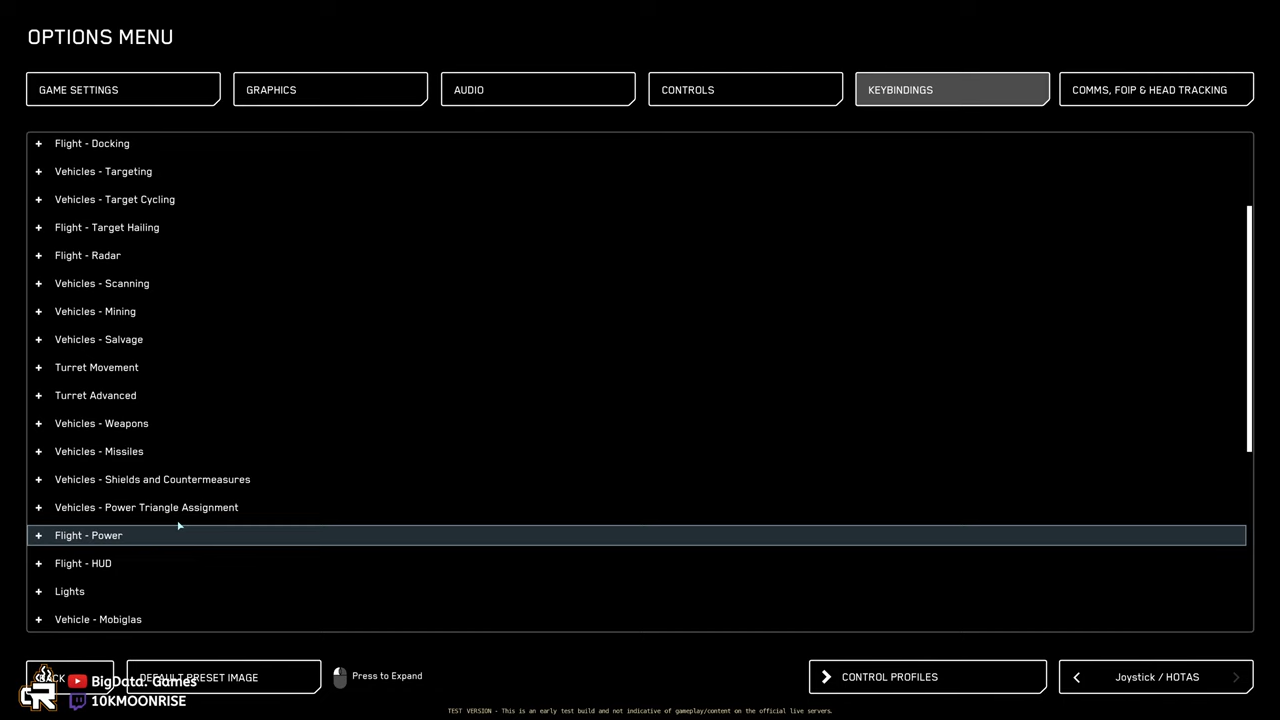 OPTIONS MENU
GAME SETTINGS
GRAPHICS
AUDIO
CONTROLS
KEYBINDINGS
COMMS, FOIP & HEAD TRACKING
+ Flight - Docking
+ Vehicles - Targeting
+ Vehicles - Target Cycling
+ Flight - Target Hailing
+ Flight - Radar
+ Vehicles - Scanning
+ Vehicles - Mining
+ Vehicles - Salvage
+ Turret Movement
+ Turret Advanced
+ Vehicles - Weapons
+ Vehicles - Missiles
+ Vehicles - Shields and Countermeasures
+ Vehicles - Power Triangle Assignment
+ Flight - Power
+ Flight - HUD
+ Lights
+ Vehicle - Mobiglas
DEFAULT PRESET IMAGE
Press to Expand
CONTROL PROFILES
Joystick / HOTAS
BigData. Games
10KMOONRISE
TEST VERSION - This is an early test build and not indicative of gameplay/content on the official live servers.